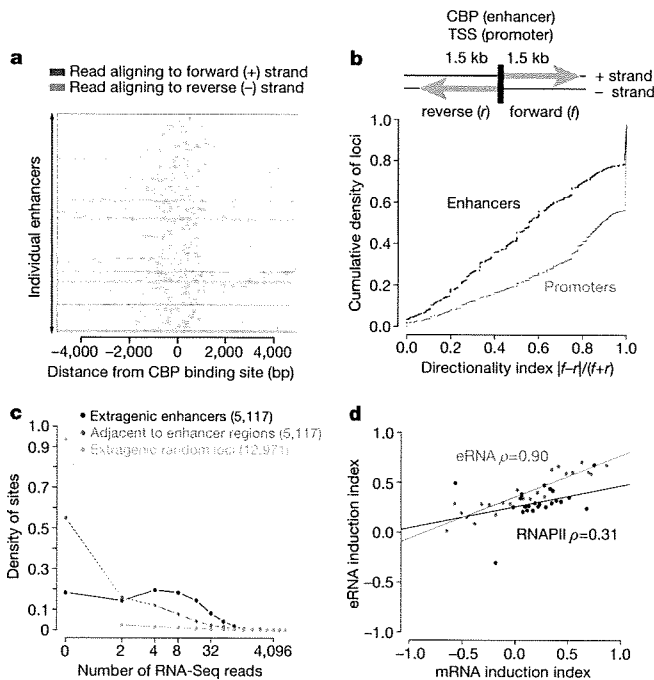 a
Read aligning to forward (+) strand
Read aligning to reverse (–) strand
Individual enhancers
−4,000 −2,000 0 2,000 4,000
Distance from CBP binding site (bp)
b
CBP (enhancer)
TSS (promoter)
1.5 kb 1.5 kb
+ strand
– strand
reverse (r) forward (f)
Cumulative density of loci
1.0
0.8
0.6
0.4
0.2
0.0
Enhancers
Promoters
0.0 0.2 0.4 0.6 0.8 1.0
Directionality index |f–r|/(f+r)
c
Extragenic enhancers (5,117)
Adjacent to enhancer regions (5,117)
Extragenic random loci (12,971)
Density of sites
1.0
0.9
0.7
0.5
0.3
0.1
0
0 2 4 8 32 4,096
Number of RNA-Seq reads
d
eRNA induction index
1.0
0.5
0.0
−0.5
−1.0
eRNA ρ=0.90
RNAPII ρ=0.31
−1.0 −0.5 0.0 0.5 1.0
mRNA induction index